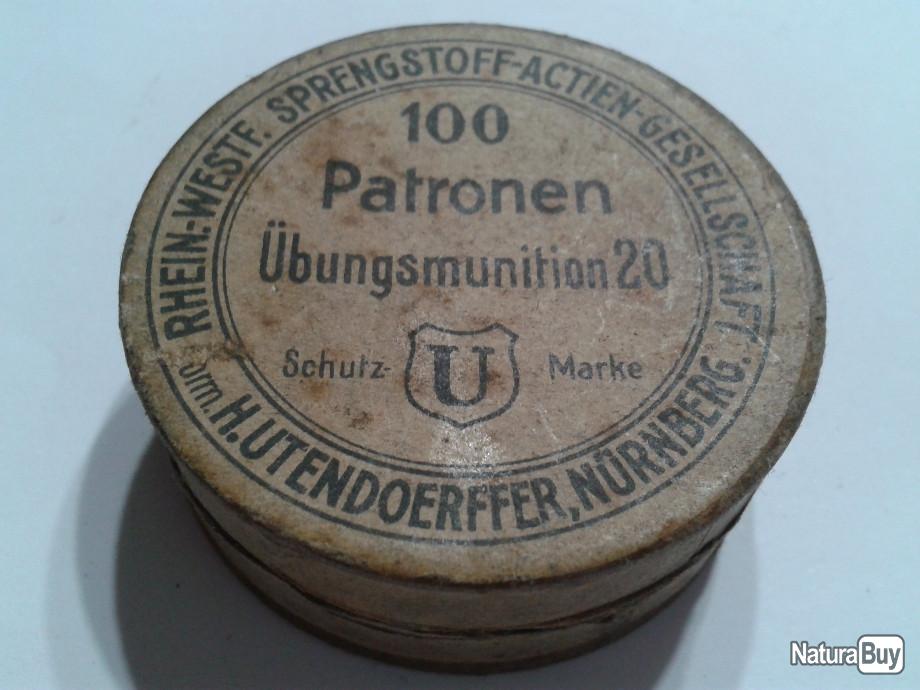 RHEIN.-WESTF. SPRENGSTOFF-ACTIEN-GESELLSCHAFT
vorm. H. UTENDOERFFER, NÜRNBERG.
100
Patronen
Übungsmunition 20
Schutz- U Marke
NaturaBuy